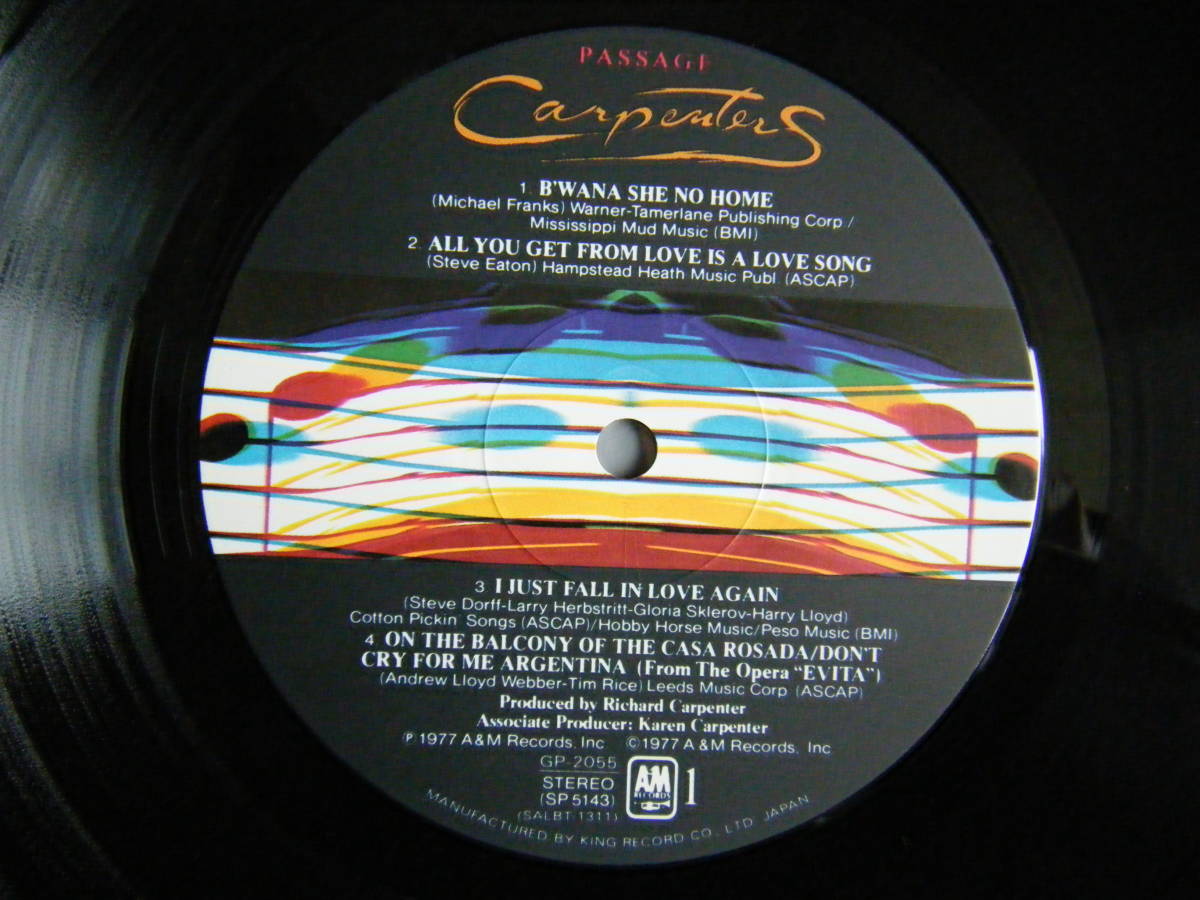 PASSAGE
Carpenters
1. B'WANA SHE NO HOME
(Michael Franks) Warner-Tamerlane Publishing Corp /
Mississippi Mud Music (BMI)
2. ALL YOU GET FROM LOVE IS A LOVE SONG
(Steve Eaton) Hampstead Heath Music Publ (ASCAP)
3 I JUST FALL IN LOVE AGAIN
(Steve Dorff-Larry Herbstritt-Gloria Sklerov-Harry Lloyd)
Cotton Pickin' Songs (ASCAP)/Hobby Horse Music/Peso Music (BMI)
4 ON THE BALCONY OF THE CASA ROSADA/DON'T
CRY FOR ME ARGENTINA (From The Opera "EVITA")
(Andrew Lloyd Webber-Tim Rice) Leeds Music Corp (ASCAP)
Produced by Richard Carpenter
Associate Producer: Karen Carpenter
℗ 1977 A&M Records, Inc ©1977 A&M Records, Inc
GP-2055
STEREO
(SP 5143)
(SALBT 1311)
A&M
RECORDS
1
MANUFACTURED BY KING RECORD CO., LTD. JAPAN